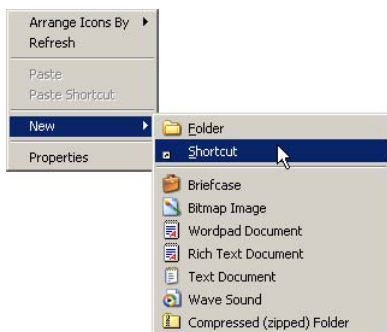 Arrange Icons By
Refresh
Paste
Paste Shortcut
New
Properties
Folder
Shortcut
Briefcase
Bitmap Image
Wordpad Document
Rich Text Document
Text Document
Wave Sound
Compressed (zipped) Folder